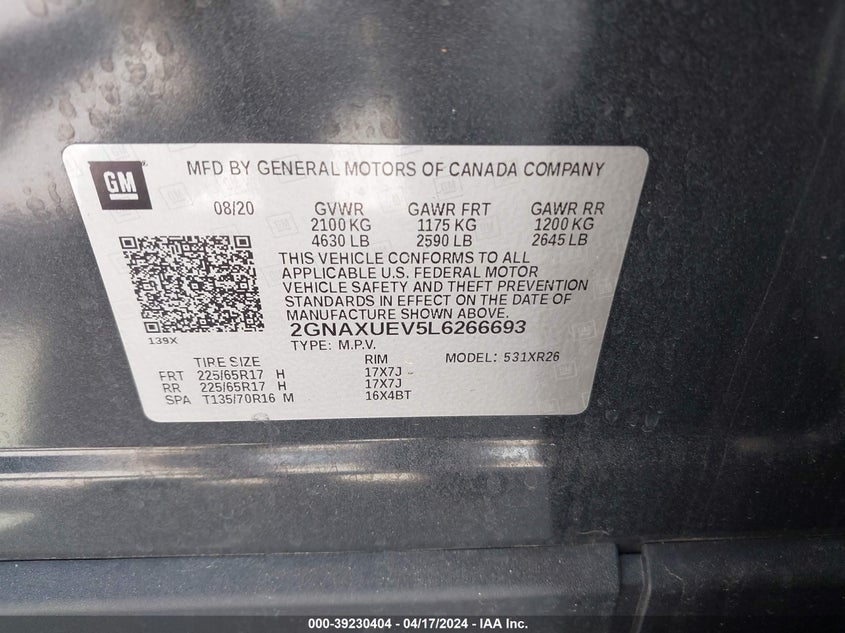 GM
MFD BY GENERAL MOTORS OF CANADA COMPANY
08/20 GVWR GAWR FRT GAWR RR
2100 KG 1175 KG 1200 KG
4630 LB 2590 LB 2645 LB
THIS VEHICLE CONFORMS TO ALL
APPLICABLE U.S. FEDERAL MOTOR
VEHICLE SAFETY AND THEFT PREVENTION
STANDARDS IN EFFECT ON THE DATE OF
MANUFACTURE SHOWN ABOVE.
2GNAXUEV5L6266693
139X
TYPE: M.P.V.
TIRE SIZE RIM MODEL: 531XR26
FRT 225/65R17 H 17X7J
RR 225/65R17 H 17X7J
SPA T135/70R16 M 16X4BT
000-39230404 - 04/17/2024 - IAA Inc.